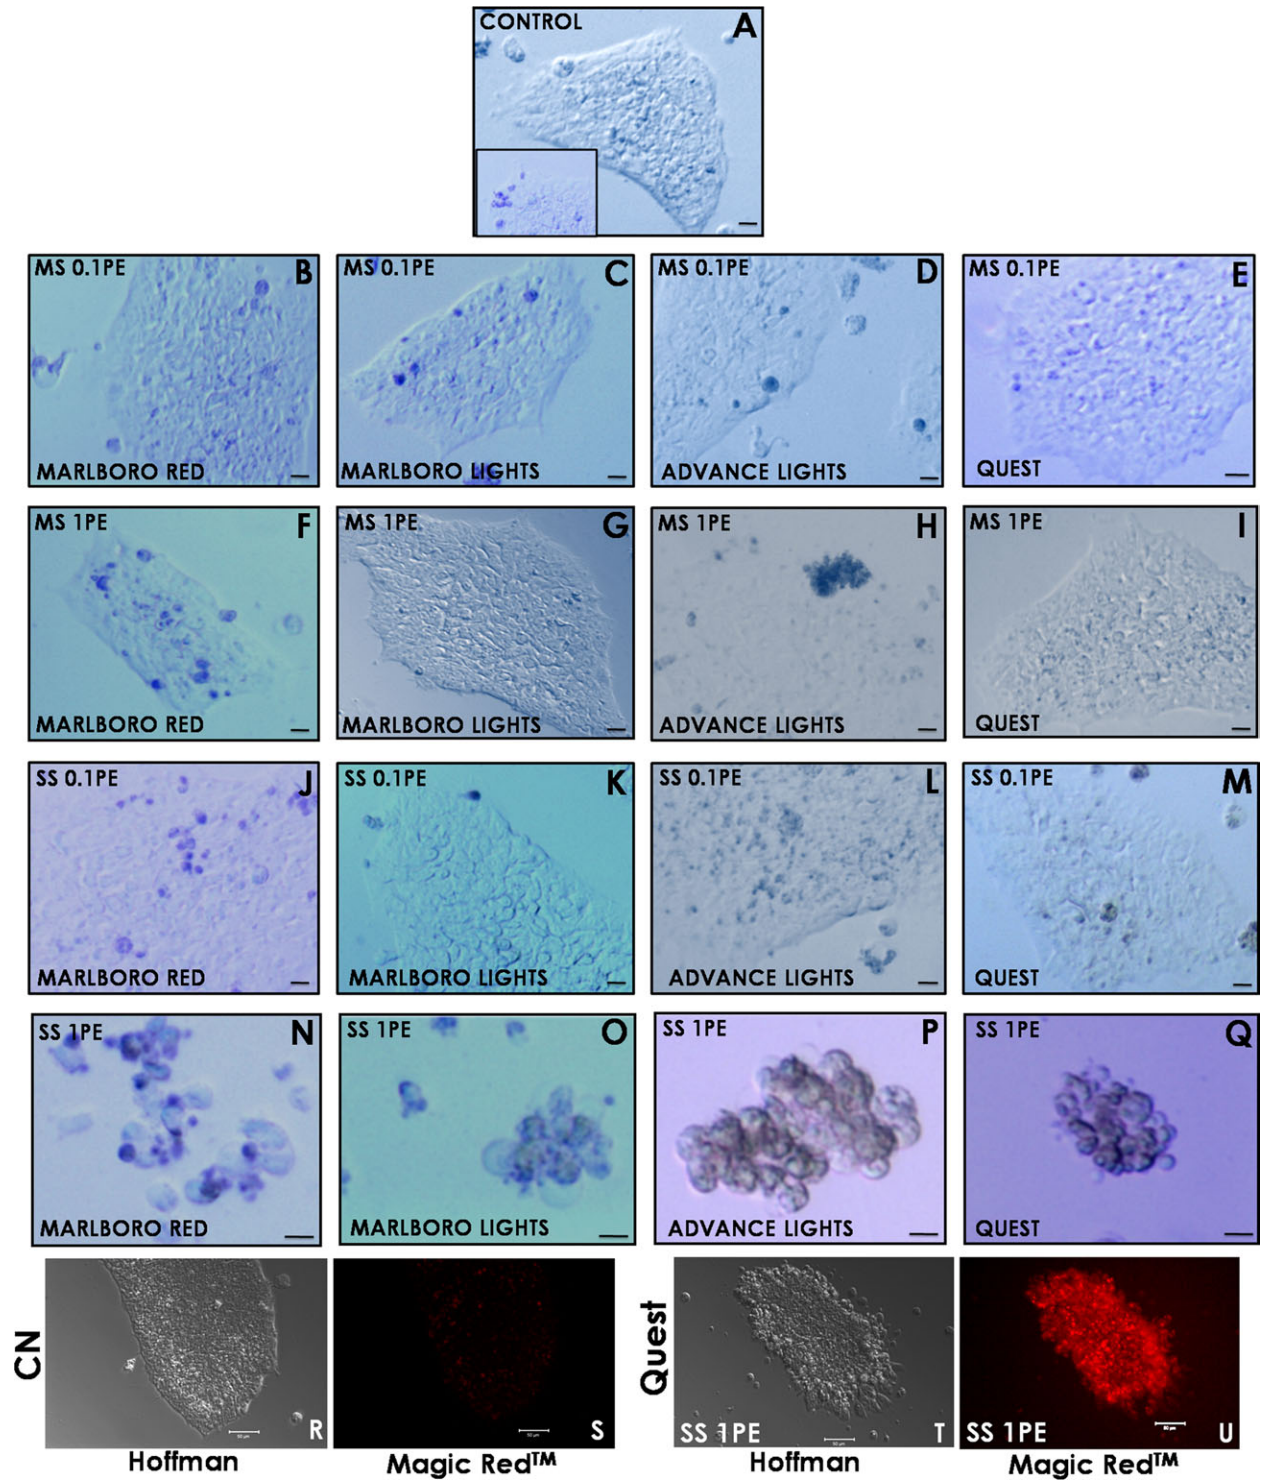 CONTROL A
MS 0.1PE B
MARLBORO RED
MS 0.1PE C
MARLBORO LIGHTS
MS 0.1PE D
ADVANCE LIGHTS
MS 0.1PE E
QUEST
MS 1PE F
MARLBORO RED
MS 1PE G
MARLBORO LIGHTS
MS 1PE H
ADVANCE LIGHTS
MS 1PE I
QUEST
SS 0.1PE J
MARLBORO RED
SS 0.1PE K
MARLBORO LIGHTS
SS 0.1PE L
ADVANCE LIGHTS
SS 0.1PE M
QUEST
SS 1PE N
MARLBORO RED
SS 1PE O
MARLBORO LIGHTS
SS 1PE P
ADVANCE LIGHTS
SS 1PE Q
QUEST
CN
R
Hoffman
S
Magic Red™
Quest
SS 1PE T
Hoffman
SS 1PE U
Magic Red™